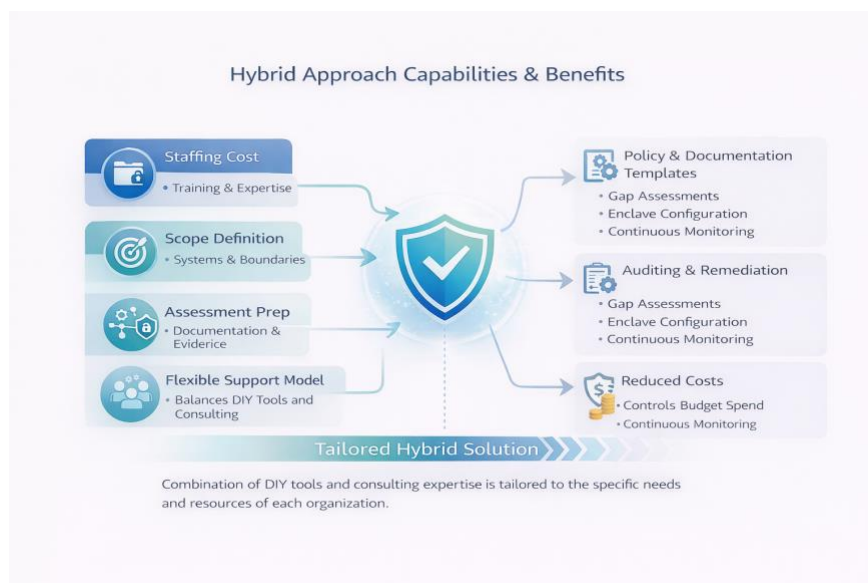 Hybrid Approach Capabilities & Benefits
Staffing Cost
• Training & Expertise
Scope Definition
• Systems & Boundaries
Assessment Prep
• Documentation &
Eviderice
Flexible Support Model
• Balances DIY Tools and
Consulting
Policy & Documentation
Templates
• Gap Assessments
• Enclave Configuration
• Continuous Monitoring
Auditing & Remediation
• Gap Assessments
• Enclave Configuration
• Continuous Monitoring
Reduced Costs
• Controls Budget Spend
• Continuous Monitoring
Tailored Hybrid Solution
Combination of DIY tools and consulting expertise is tailored to the specific needs
and resources of each organization.